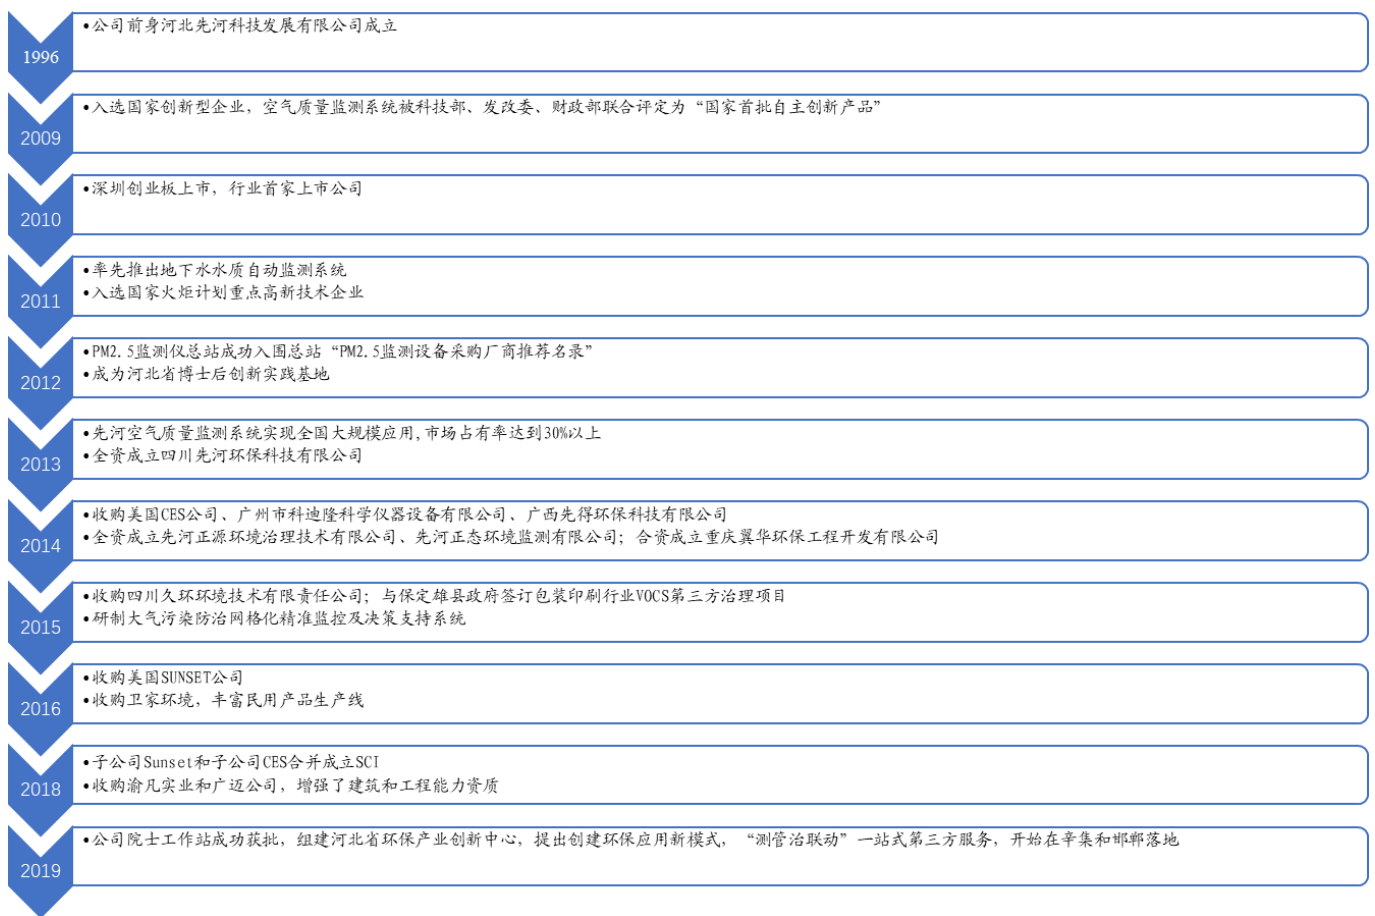 1996
•公司前身河北先河科技发展有限公司成立
2009
•入选国家创新型企业，空气质量监测系统被科技部、发改委、财政部联合评定为“国家首批自主创新产品”
2010
•深圳创业板上市，行业首家上市公司
2011
•率先推出地下水水质自动监测系统
•入选国家火炬计划重点高新技术企业
2012
•PM2.5监测仪总站成功入围总站“PM2.5监测设备采购厂商推荐名录”
•成为河北省博士后创新实践基地
2013
•先河空气质量监测系统实现全国大规模应用,市场占有率达到30%以上
•全资成立四川先河环保科技有限公司
2014
•收购美国CES公司、广州市科迪隆科学仪器设备有限公司、广西先得环保科技有限公司
•全资成立先河正源环境治理技术有限公司、先河正态环境监测有限公司；合资成立重庆翼华环保工程开发有限公司
2015
•收购四川久环环境技术有限责任公司；与保定雄县政府签订包装印刷行业VOCS第三方治理项目
•研制大气污染防治网格化精准监控及决策支持系统
2016
•收购美国SUNSET公司
•收购卫家环境，丰富民用产品生产线
2018
•子公司Sunset和子公司CES合并成立SCI
•收购渝凡实业和广迈公司，增强了建筑和工程能力资质
2019
•公司院士工作站成功获批，组建河北省环保产业创新中心，提出创建环保应用新模式，“测管治联动”一站式第三方服务，开始在辛集和邯郸落地